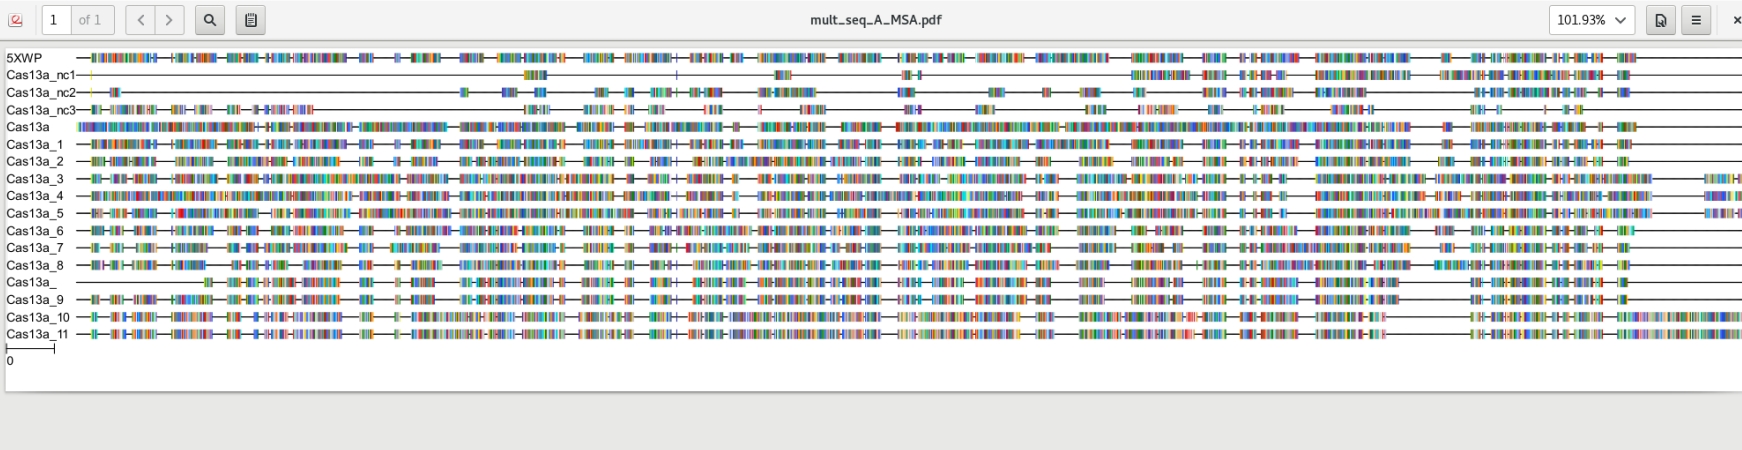 1 of 1 mult_seq_A_MSA.pdf 101.93%
5XWP
Cas13a_nc1
Cas13a_nc2
Cas13a_nc3
Cas13a
Cas13a_1
Cas13a_2
Cas13a_3
Cas13a_4
Cas13a_5
Cas13a_6
Cas13a_7
Cas13a_8
Cas13a_
Cas13a_9
Cas13a_10
Cas13a_11
0